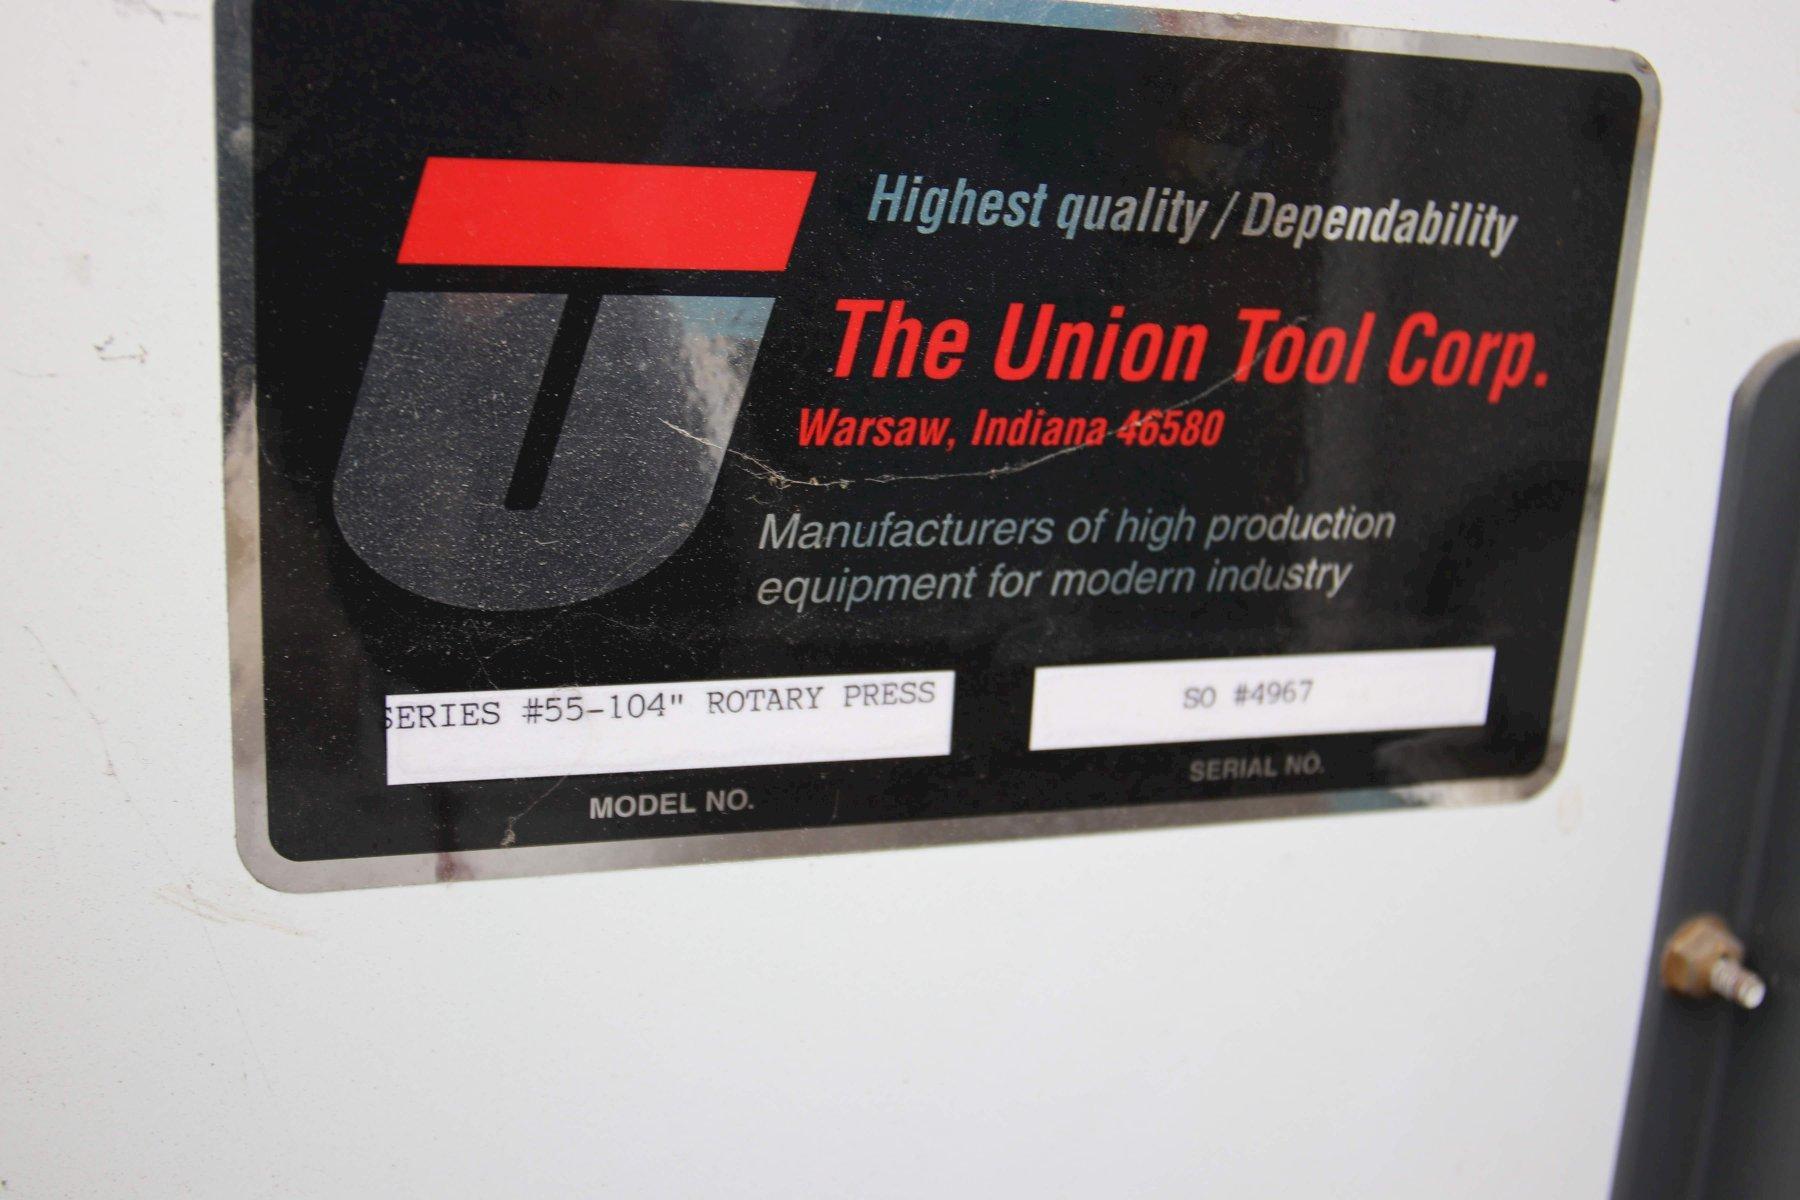 Highest quality / Dependability
The Union Tool Corp.
Warsaw, Indiana 46580
Manufacturers of high production
equipment for modern industry
SERIES #55-104" ROTARY PRESS
SO #4967
MODEL NO.
SERIAL NO.